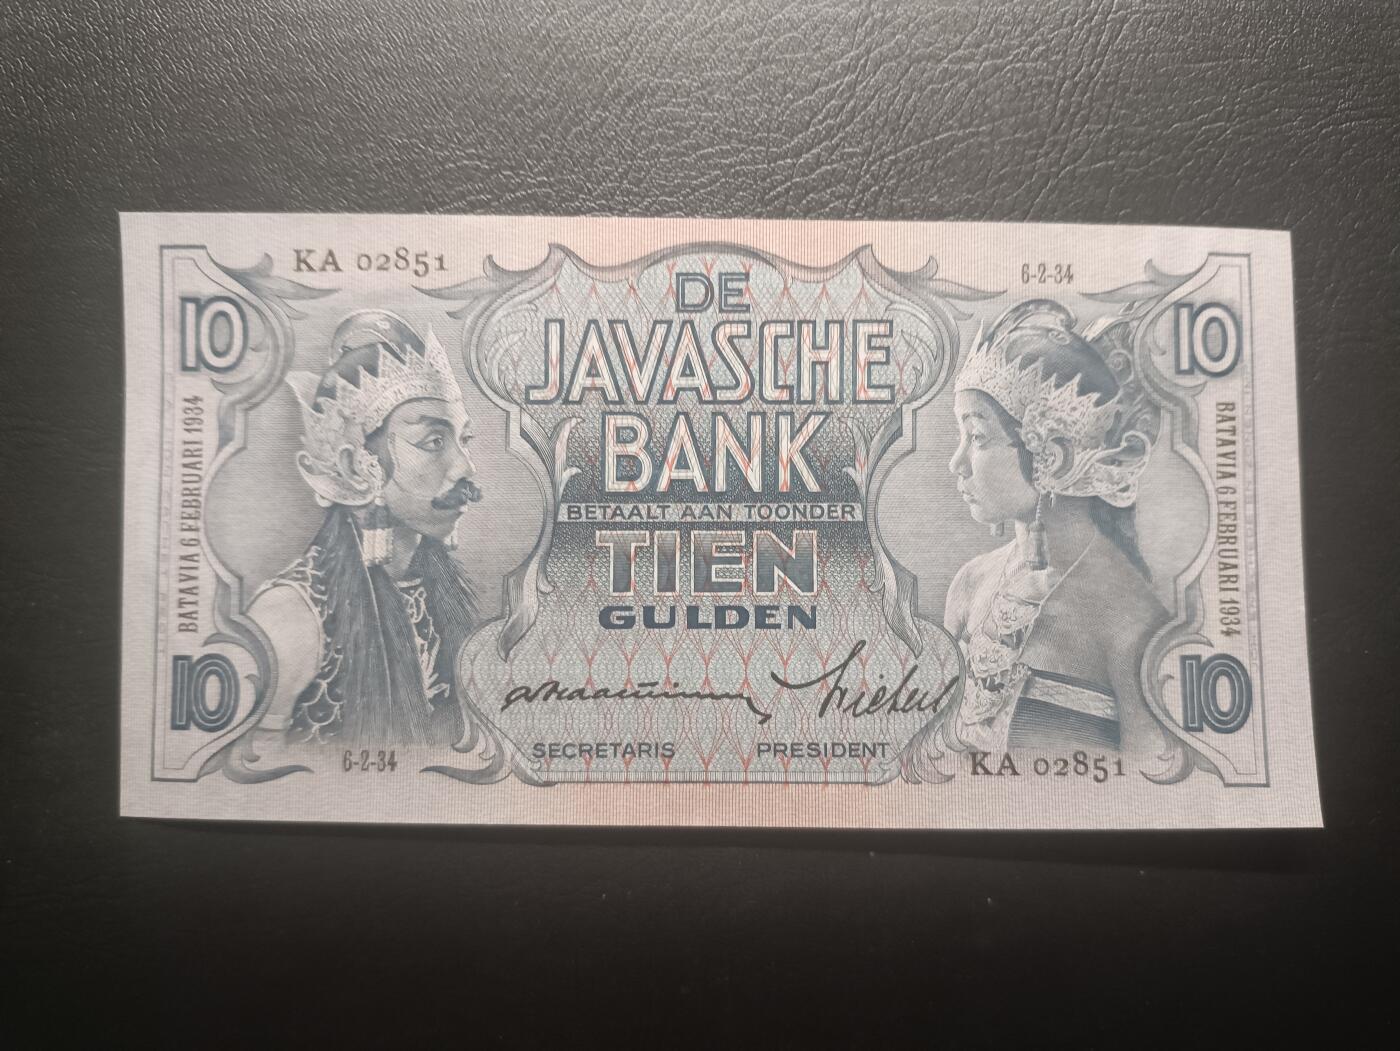 KA 02851
6-2-34
10
10
DE
JAVASCHE
BANK
BETAALT AAN TOONDER
TIEN
GULDEN
BATAVIA 6 FEBRUARI 1934
BATAVIA 6 FEBRUARI 1934
10
10
SECRETARIS
PRESIDENT
6-2-34
KA 02851